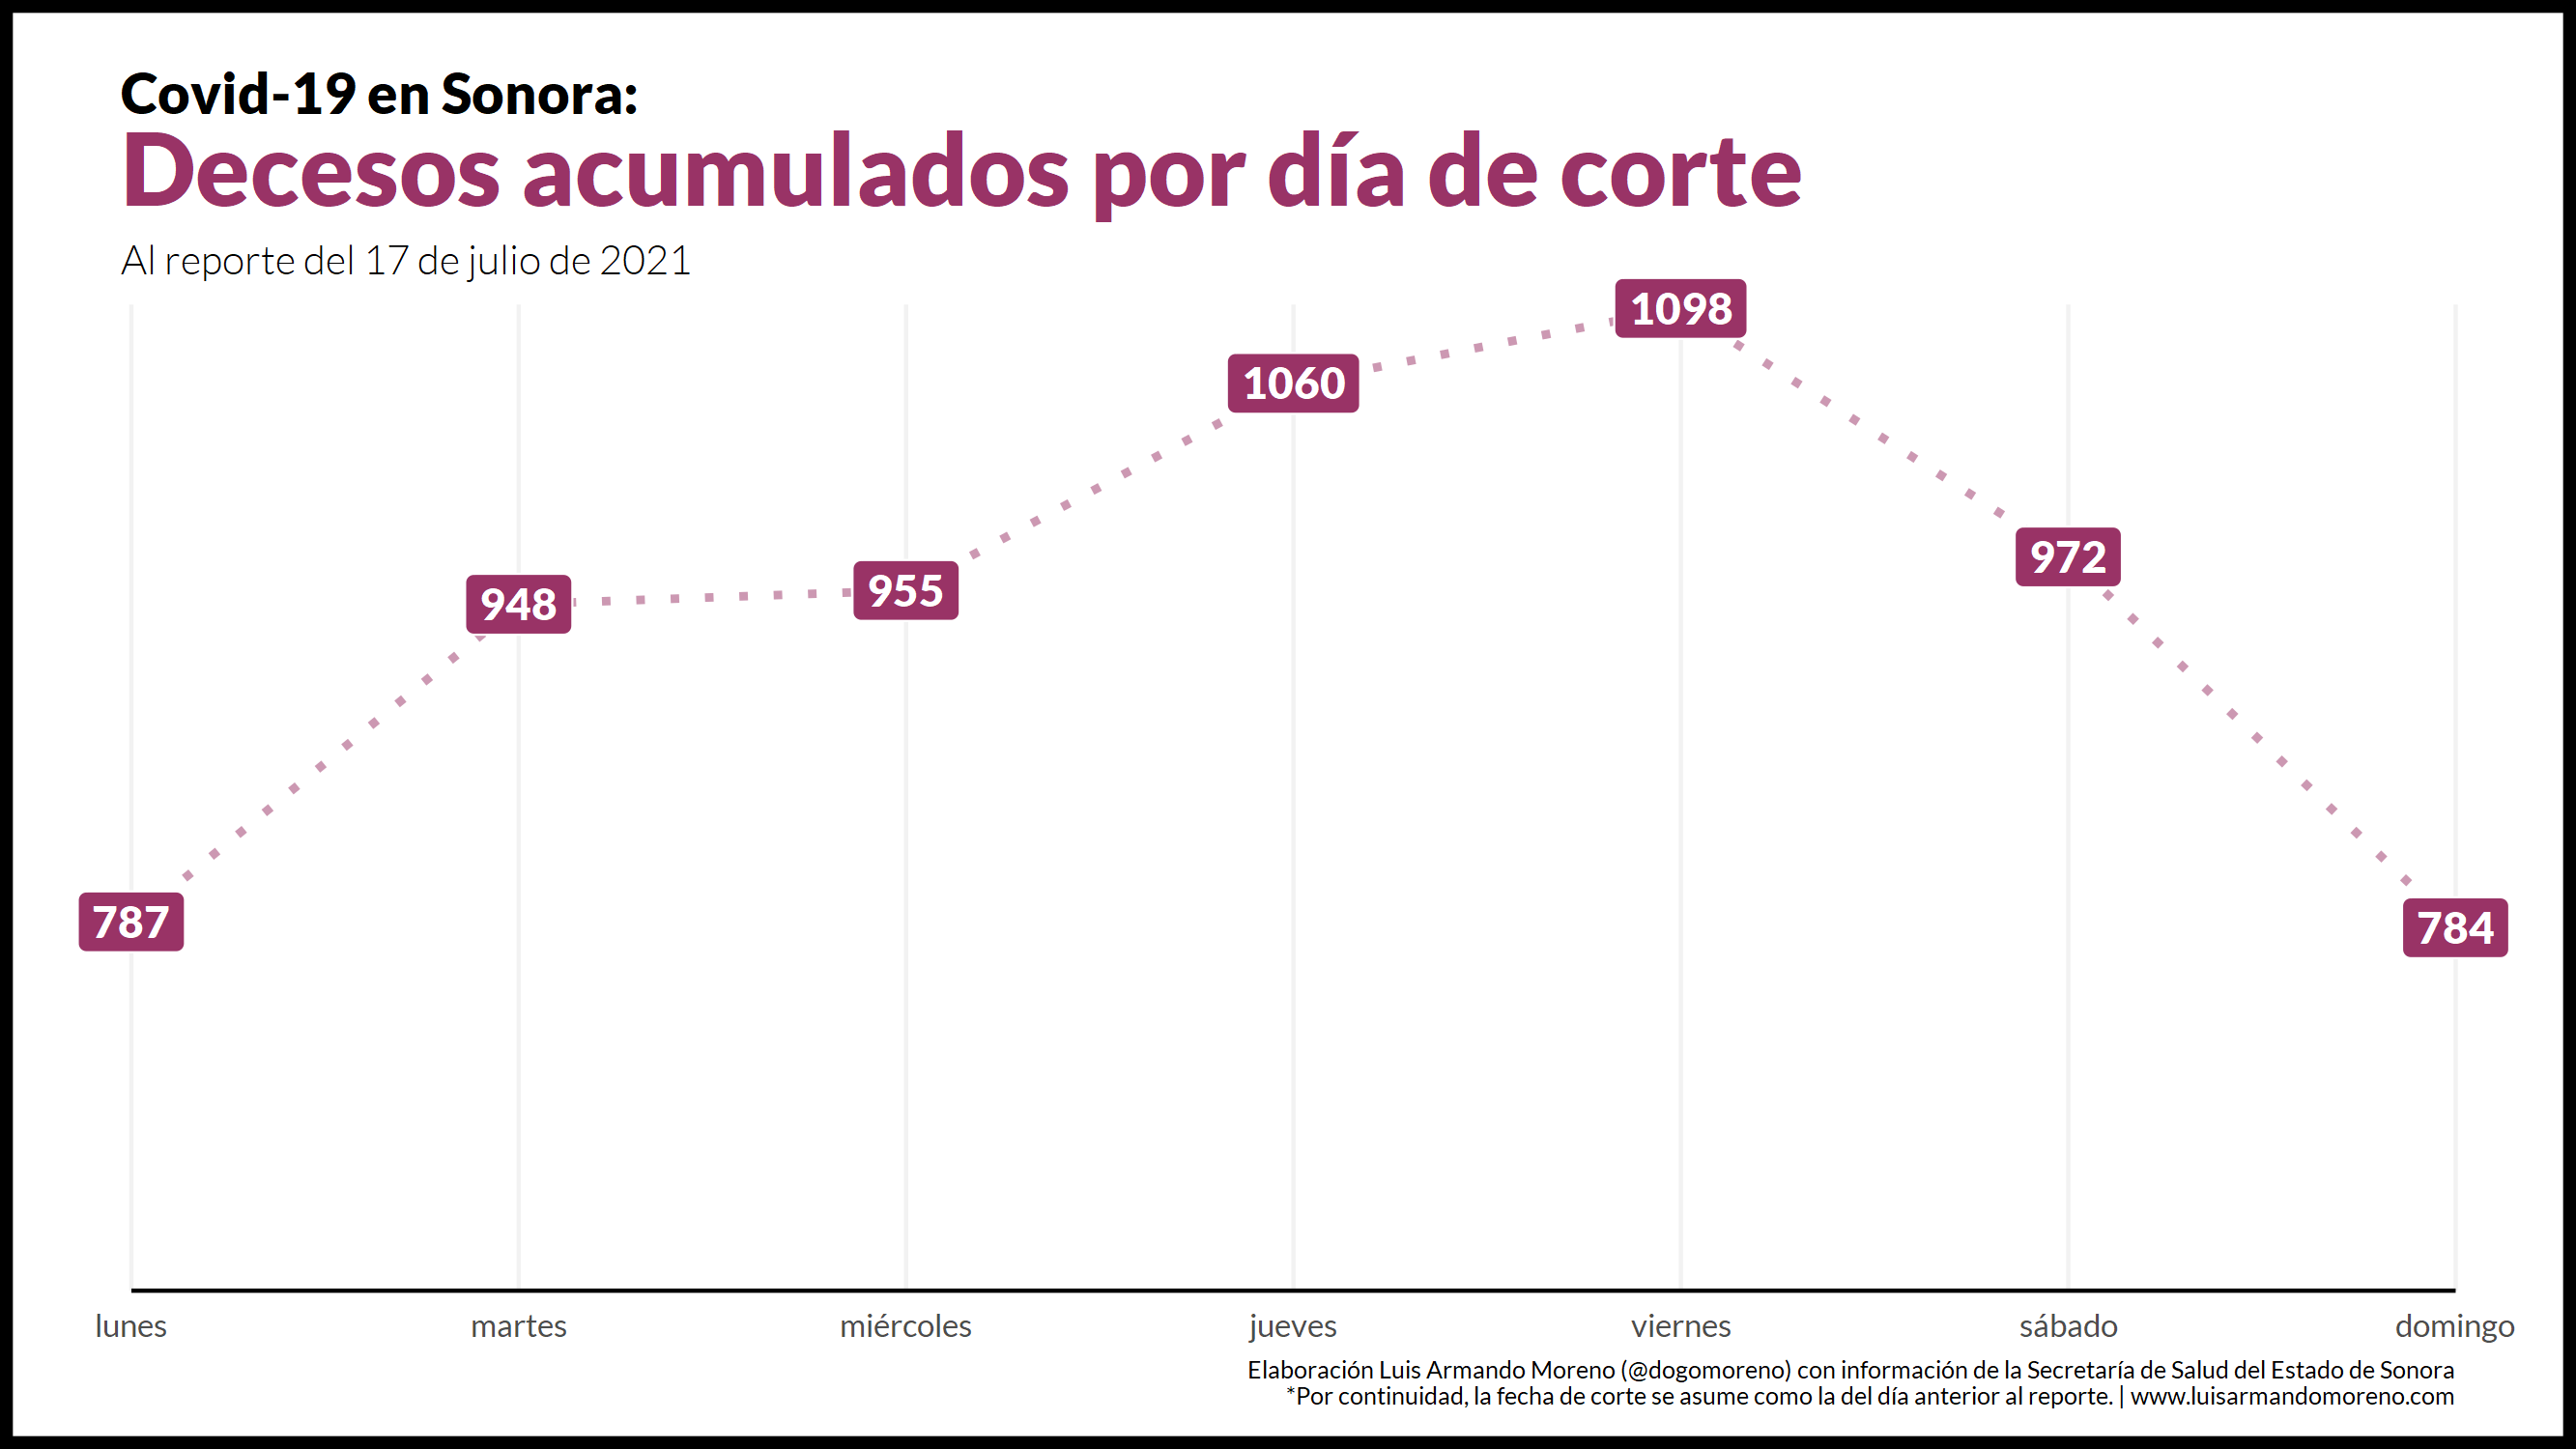 Covid-19 en Sonora:
Decesos acumulados por día de corte
Al reporte del 17 de julio de 2021
1098
1060
972
955
948
787
784
lunes martes miércoles jueves viernes sábado domingo
Elaboración Luis Armando Moreno (@dogomoreno) con información de la Secretaría de Salud del Estado de Sonora
*Por continuidad, la fecha de corte se asume como la del día anterior al reporte. | www.luisarmandomoreno.com